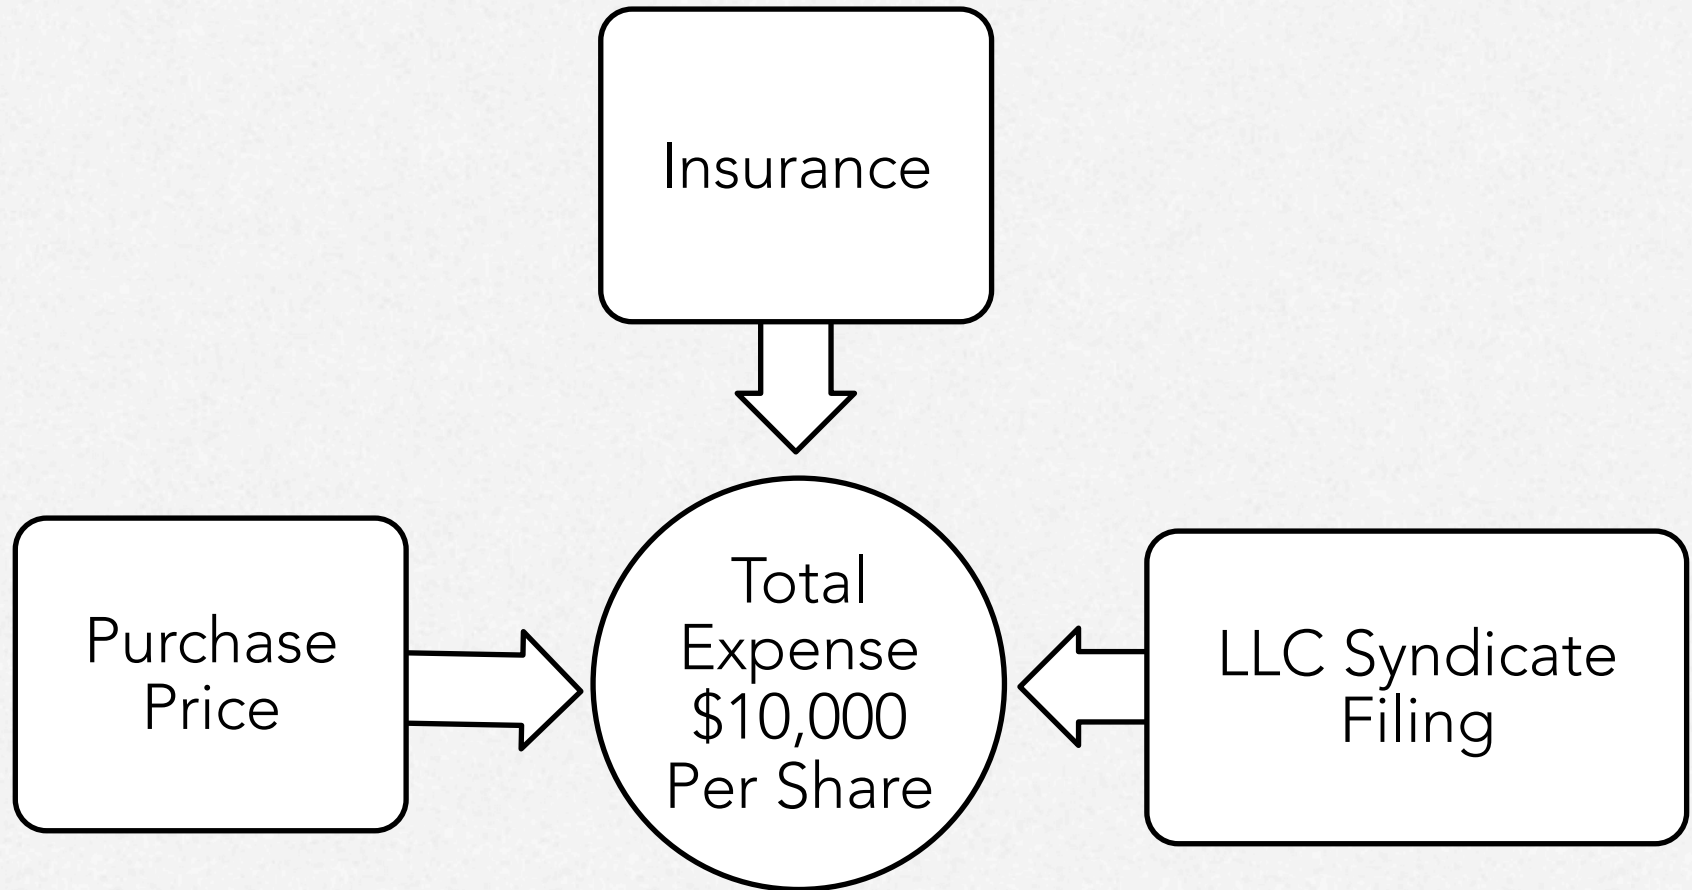 Insurance
Purchase
Price
Total
Expense
$10,000
Per Share
LLC Syndicate
Filing